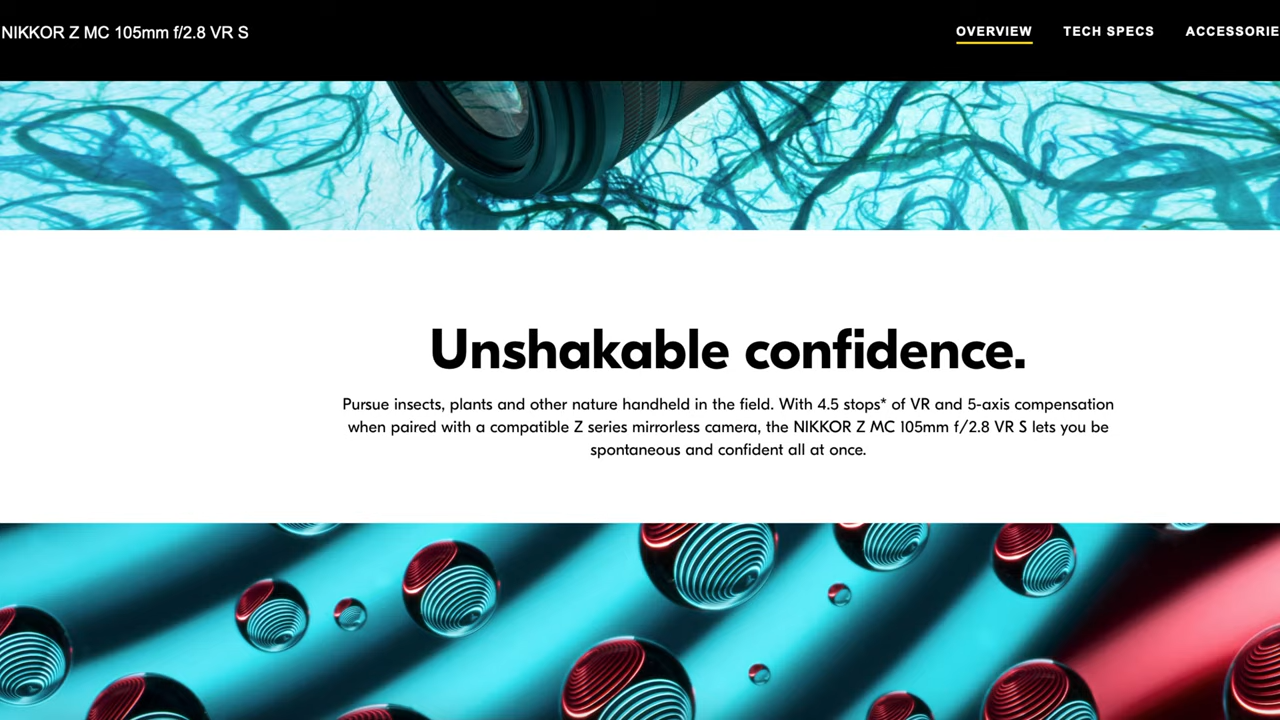 NIKKOR Z MC 105mm f/2.8 VR S
OVERVIEW TECH SPECS ACCESSORIE
Unshakable confidence.
Pursue insects, plants and other nature handheld in the field. With 4.5 stops* of VR and 5-axis compensation
when paired with a compatible Z series mirrorless camera, the NIKKOR Z MC 105mm f/2.8 VR S lets you be
spontaneous and confident all at once.